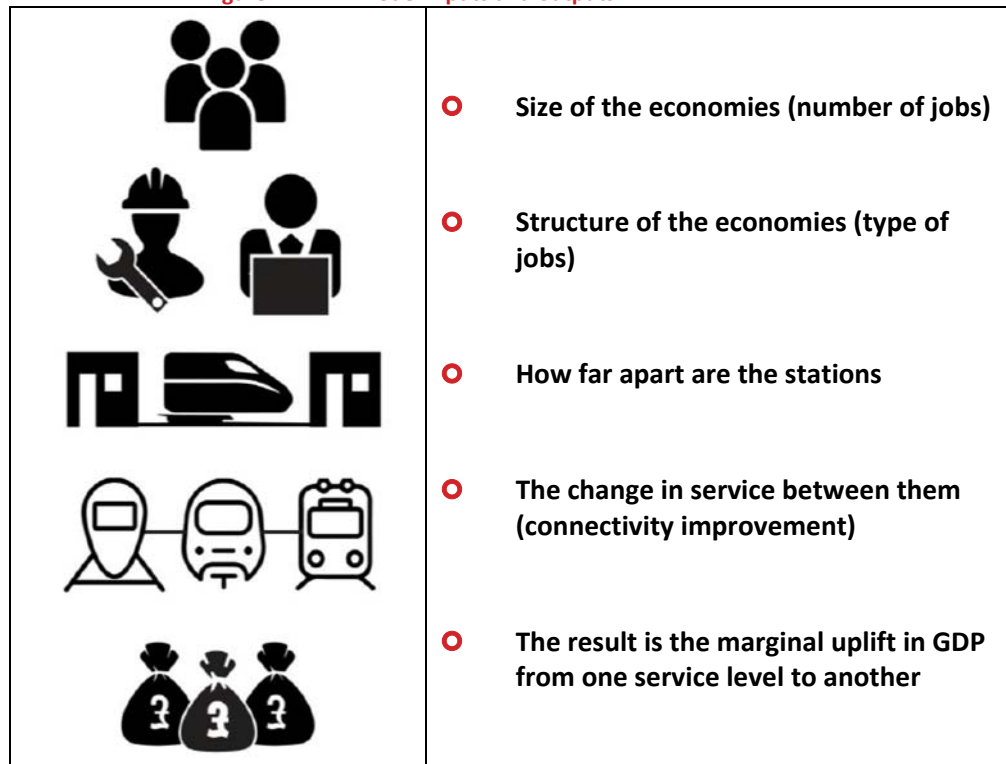 Size of the economies (number of jobs)
Structure of the economies (type of
jobs)
How far apart are the stations
The change in service between them
(connectivity improvement)
The result is the marginal uplift in GDP
from one service level to another
£ £ £